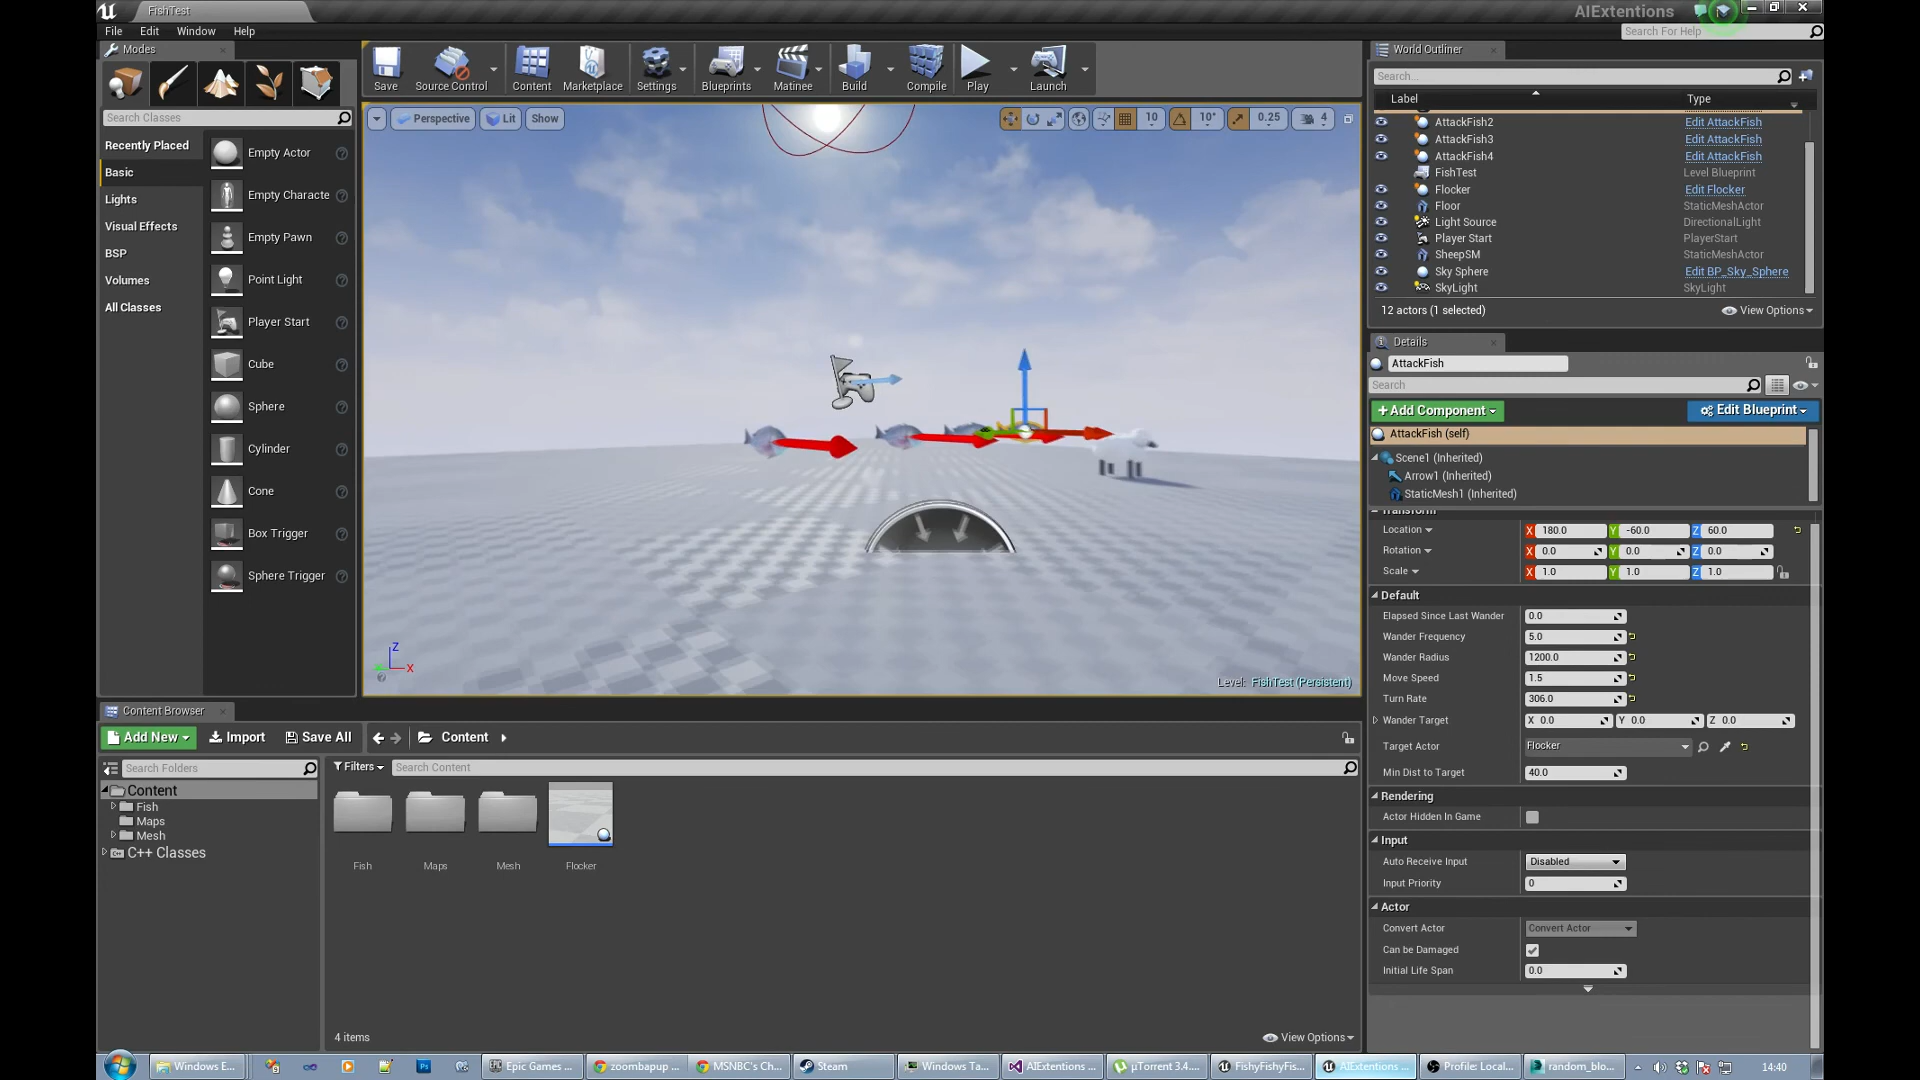 FishTest
AIExtentions
File Edit Window Help
Search For Help
Modes
Search Classes
Recently Placed
Basic
Lights
Visual Effects
BSP
Volumes
All Classes
Empty Actor
Empty Characte
Empty Pawn
Point Light
Player Start
Cube
Sphere
Cylinder
Cone
Box Trigger
Sphere Trigger
Save
Source Control
Content
Marketplace
Settings
Blueprints
Matinee
Build
Compile
Play
Launch
Perspective Lit Show
10 10° 0.25 4
Z
X
Level: FishTest (Persistent)
World Outliner
Search...
Label Type
AttackFish2 Edit AttackFish
AttackFish3 Edit AttackFish
AttackFish4 Edit AttackFish
FishTest Level Blueprint
Flocker Edit Flocker
Floor StaticMeshActor
Light Source DirectionalLight
Player Start PlayerStart
SheepSM StaticMeshActor
Sky Sphere Edit BP_Sky_Sphere
SkyLight SkyLight
12 actors (1 selected) View Options
Details
AttackFish
Search
+Add Component Edit Blueprint
AttackFish (self)
Scene1 (Inherited)
Arrow1 (Inherited)
StaticMesh1 (Inherited)
Transform
Location X 180.0 Y -60.0 Z 60.0
Rotation X 0.0 Y 0.0 Z 0.0
Scale X 1.0 Y 1.0 Z 1.0
Default
Elapsed Since Last Wander 0.0
Wander Frequency 5.0
Wander Radius 1200.0
Move Speed 1.5
Turn Rate 306.0
Wander Target X 0.0 Y 0.0 Z 0.0
Target Actor Flocker
Min Dist to Target 40.0
Rendering
Actor Hidden In Game
Input
Auto Receive Input Disabled
Input Priority 0
Actor
Convert Actor Convert Actor
Can be Damaged
Initial Life Span 0.0
Content Browser
Add New Import Save All Content
Search Folders
Content
Fish
Maps
Mesh
C++ Classes
Filters Search Content
Fish Maps Mesh Flocker
4 items View Options
Windows E... Epic Games ... zoombapup ... MSNBC's Ch... Steam Windows Ta... AIExtentions ... µTorrent 3.4.... FishyFishyFis... AIExtentions ... Profile: Local... random_blo... 14:40